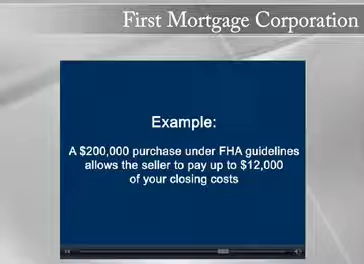 First Mortgage Corporation
Example:
A $200,000 purchase under FHA guidelines
allows the seller to pay up to $12,000
of your closing costs